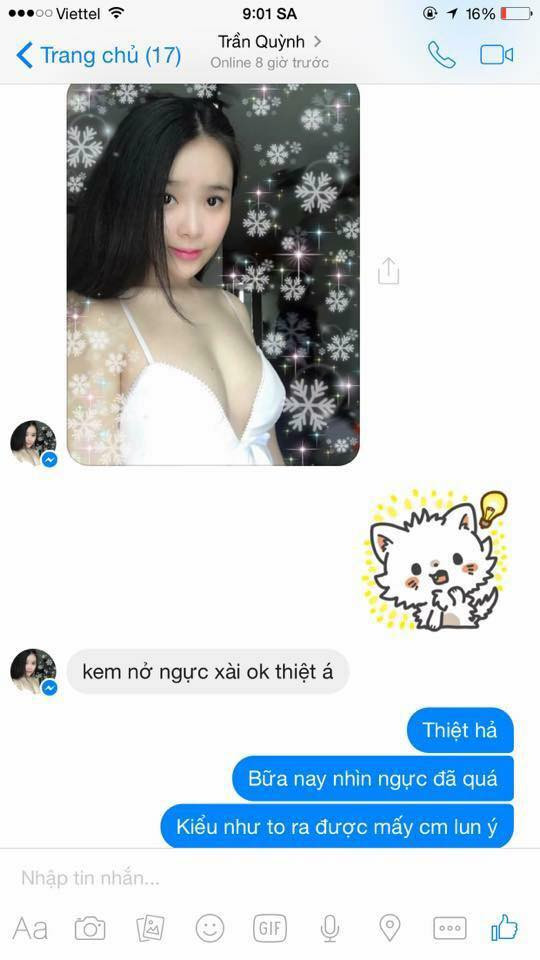 Viettel 9:01 SA 16%
Trang chủ (17) Trần Quỳnh
Online 8 giờ trước
kem nở ngực xài ok thiệt á
Thiệt hả
Bữa nay nhìn ngực đã quá
Kiểu như to ra được mấy cm lun ý
Nhập tin nhắn...
Aa GIF